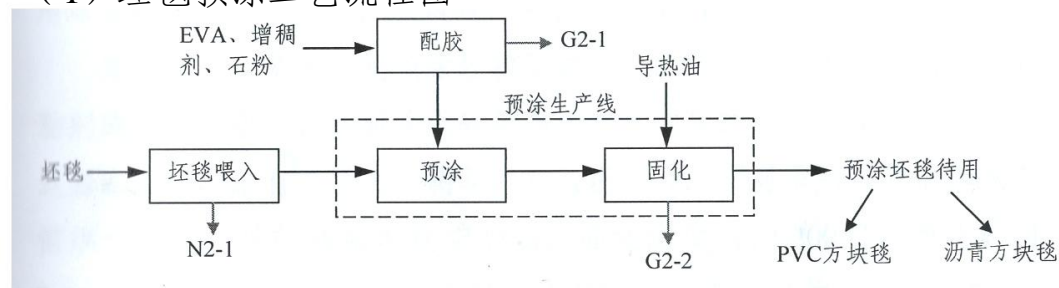 EVA、增稠
剂、石粉
配胶
G2-1
导热油
预涂生产线
坯毯
坯毯喂入
预涂
固化
预涂坯毯待用
N2-1
G2-2
PVC方块毯
沥青方块毯